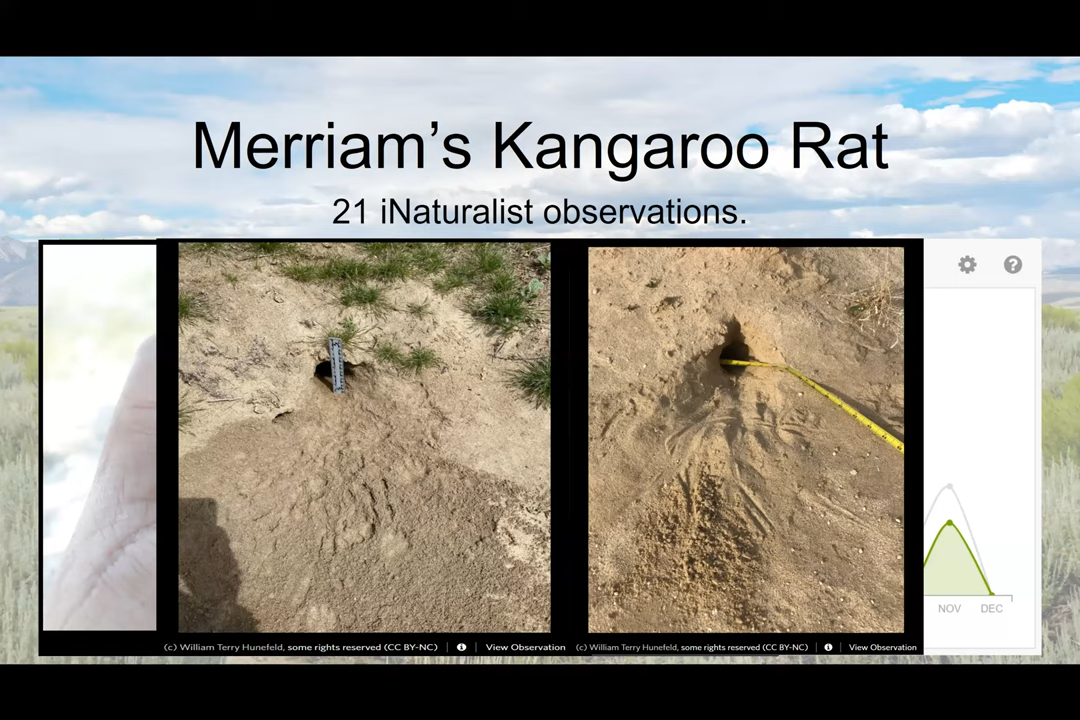 Merriam’s Kangaroo Rat
21 iNaturalist observations.
NOV DEC
(c) William Terry Hunefeld, some rights reserved (CC BY-NC) View Observation
(c) William Terry Hunefeld, some rights reserved (CC BY-NC) View Observation